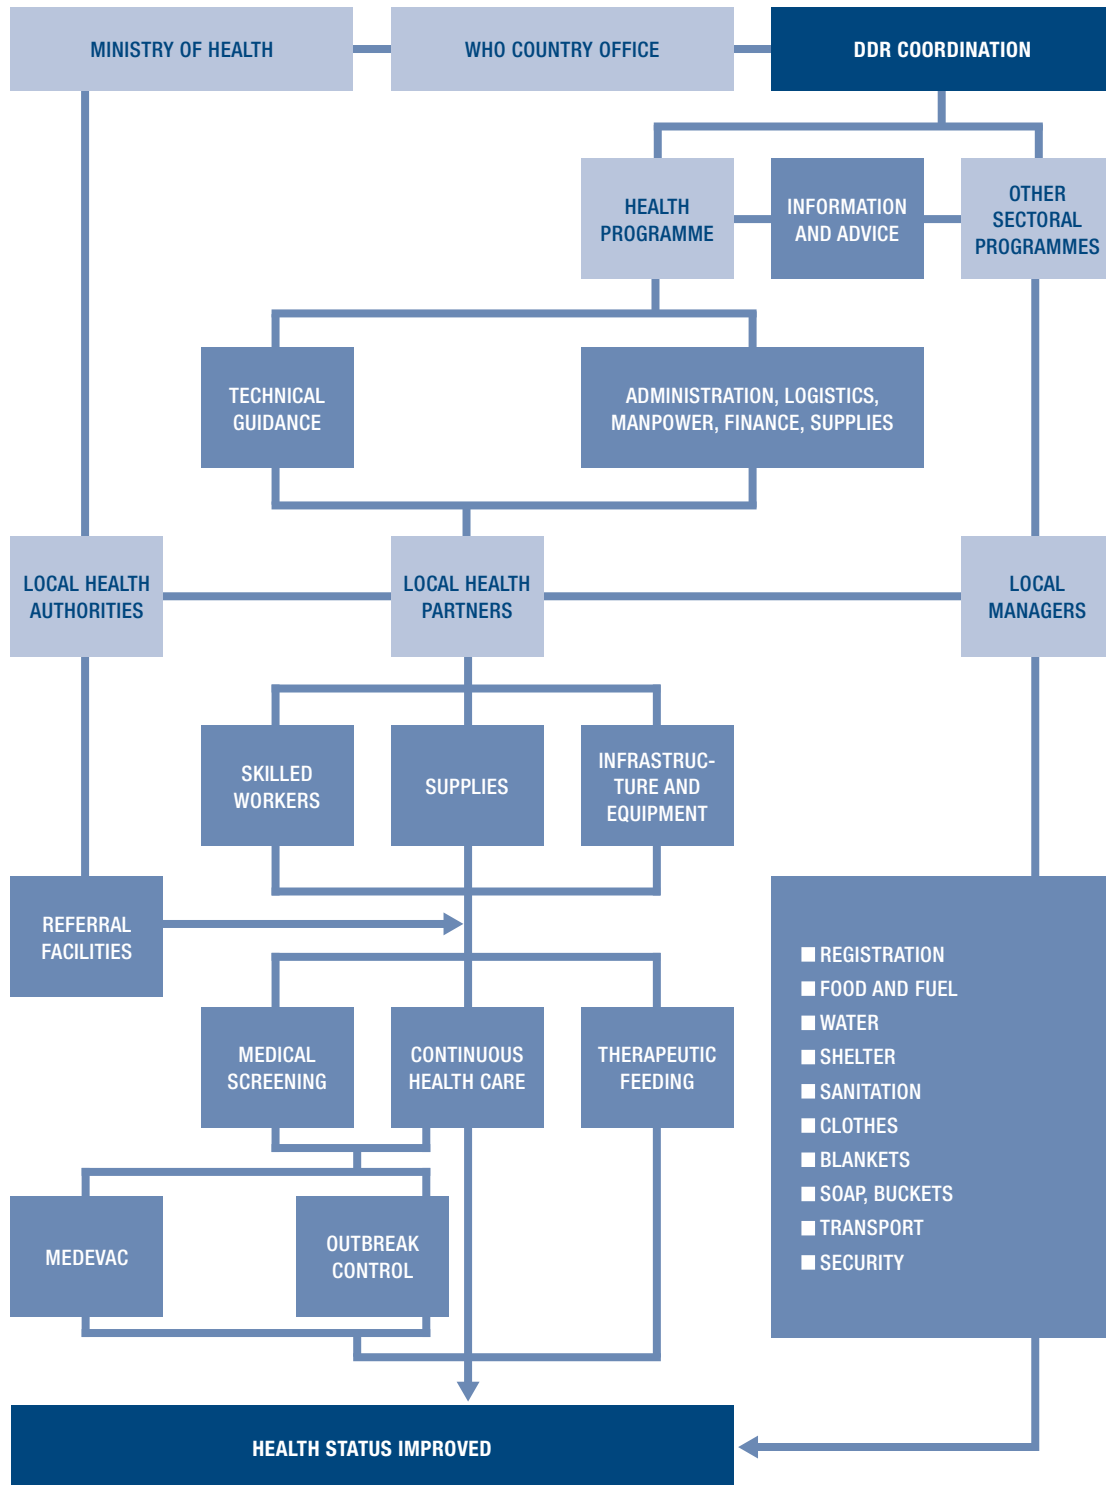 MINISTRY OF HEALTH
WHO COUNTRY OFFICE
DDR COORDINATION
HEALTH
PROGRAMME
INFORMATION
AND ADVICE
OTHER
SECTORAL
PROGRAMMES
TECHNICAL
GUIDANCE
ADMINISTRATION, LOGISTICS,
MANPOWER, FINANCE, SUPPLIES
LOCAL HEALTH
AUTHORITIES
LOCAL HEALTH
PARTNERS
LOCAL
MANAGERS
SKILLED
WORKERS
SUPPLIES
INFRASTRUC-
TURE AND
EQUIPMENT
REFERRAL
FACILITIES
MEDICAL
SCREENING
CONTINUOUS
HEALTH CARE
THERAPEUTIC
FEEDING
■ REGISTRATION
■ FOOD AND FUEL
■ WATER
■ SHELTER
■ SANITATION
■ CLOTHES
■ BLANKETS
■ SOAP, BUCKETS
■ TRANSPORT
■ SECURITY
MEDEVAC
OUTBREAK
CONTROL
HEALTH STATUS IMPROVED